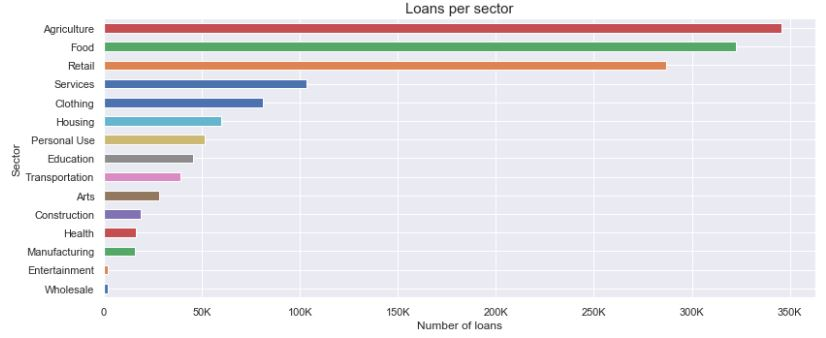 Loans per sector
Agriculture
Food
Retail
Services
Clothing
Housing
Personal Use
Education
Transportation
Arts
Construction
Health
Manufacturing
Entertainment
Wholesale
Sector
0 50K 100K 150K 200K 250K 300K 350K
Number of loans